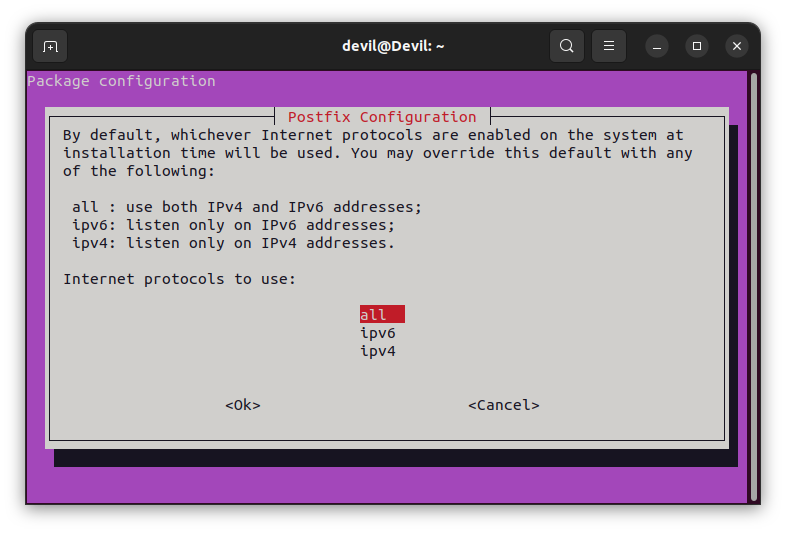 devil@Devil: ~
Package configuration
Postfix Configuration
By default, whichever Internet protocols are enabled on the system at
installation time will be used. You may override this default with any
of the following:
all : use both IPv4 and IPv6 addresses;
ipv6: listen only on IPv6 addresses;
ipv4: listen only on IPv4 addresses.
Internet protocols to use:
all
ipv6
ipv4
<Ok> <Cancel>